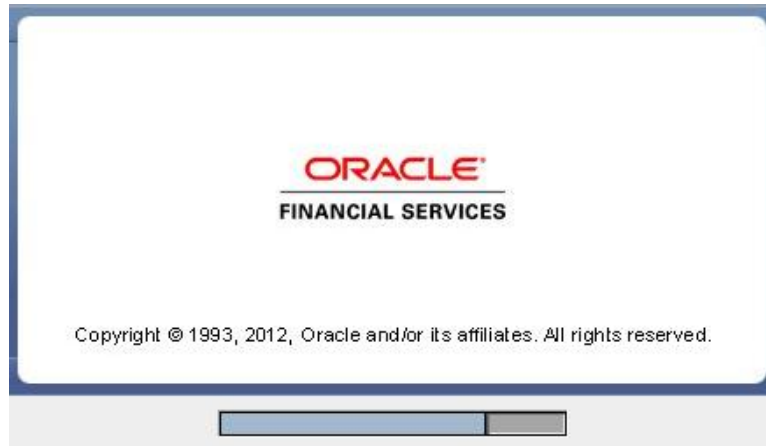 ORACLE®
FINANCIAL SERVICES
Copyright © 1993, 2012, Oracle and/or its affiliates. All rights reserved.